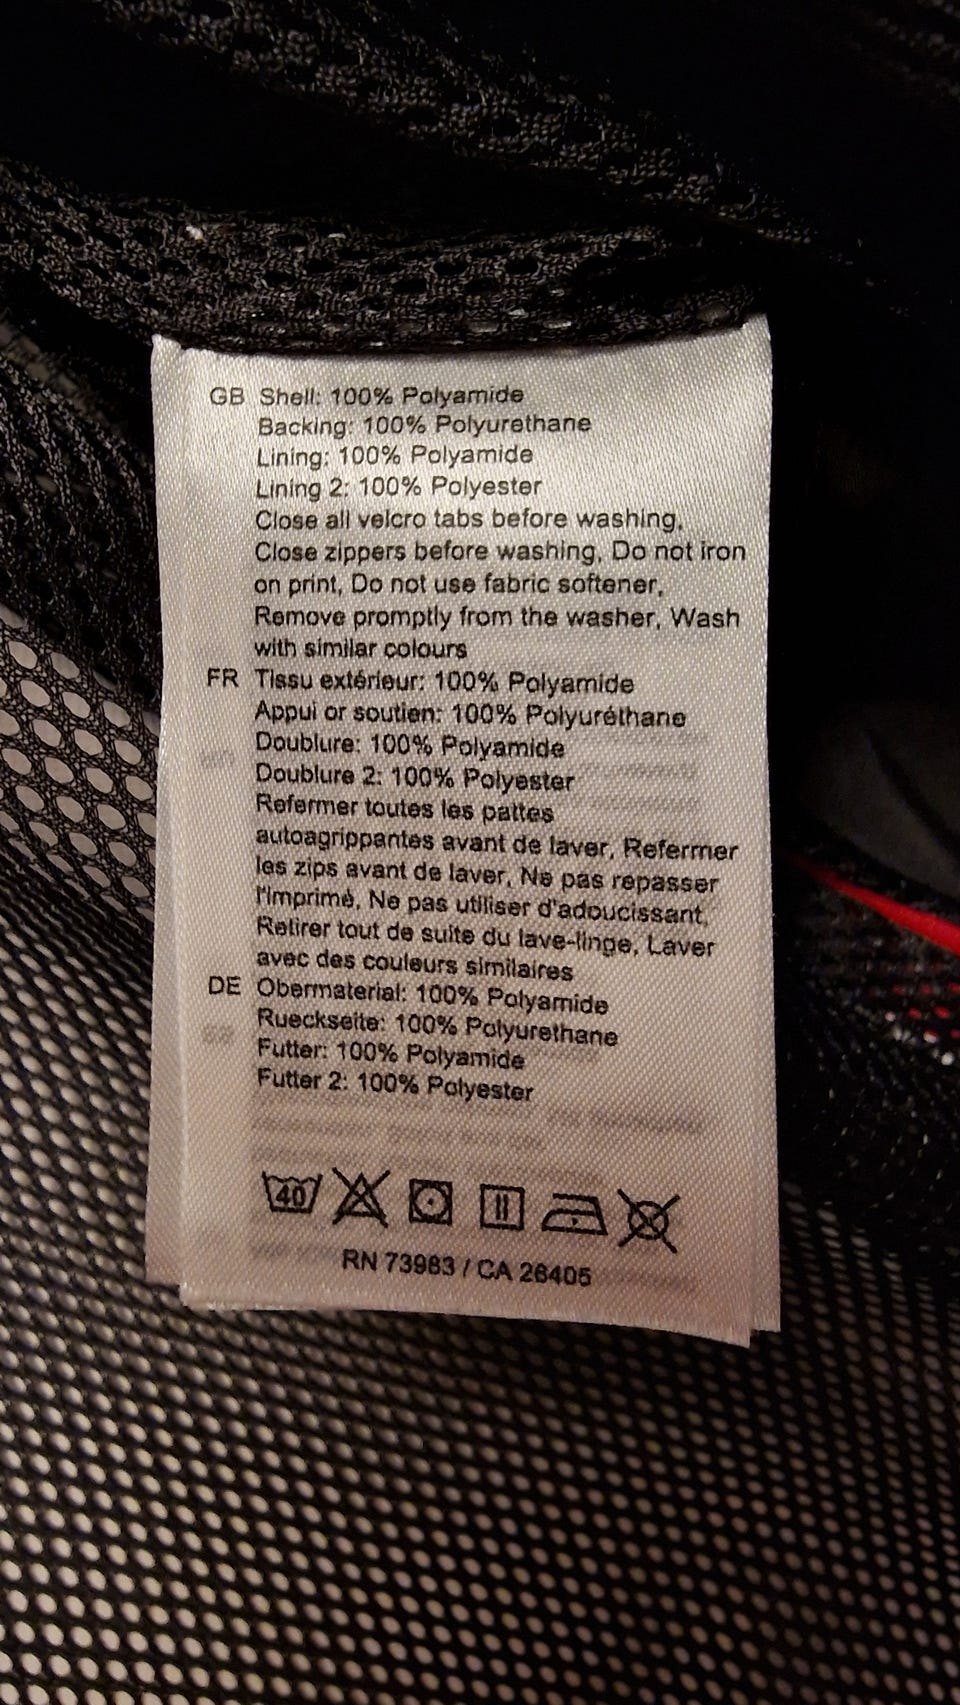 GB Shell: 100% Polyamide
Backing: 100% Polyurethane
Lining: 100% Polyamide
Lining 2: 100% Polyester
Close all velcro tabs before washing,
Close zippers before washing, Do not iron
on print, Do not use fabric softener,
Remove promptly from the washer, Wash
with similar colours
FR Tissu extérieur: 100% Polyamide
Appui or soutien: 100% Polyuréthane
Doublure: 100% Polyamide
Doublure 2: 100% Polyester
Refermer toutes les pattes
autoagrippantes avant de laver, Refermer
les zips avant de laver, Ne pas repasser
l'imprimé, Ne pas utiliser d'adoucissant,
Retirer tout de suite du lave-linge, Laver
avec des couleurs similaires
DE Obermaterial: 100% Polyamide
Rueckseite: 100% Polyurethane
Futter: 100% Polyamide
Futter 2: 100% Polyester
40
RN 73983 / CA 26405